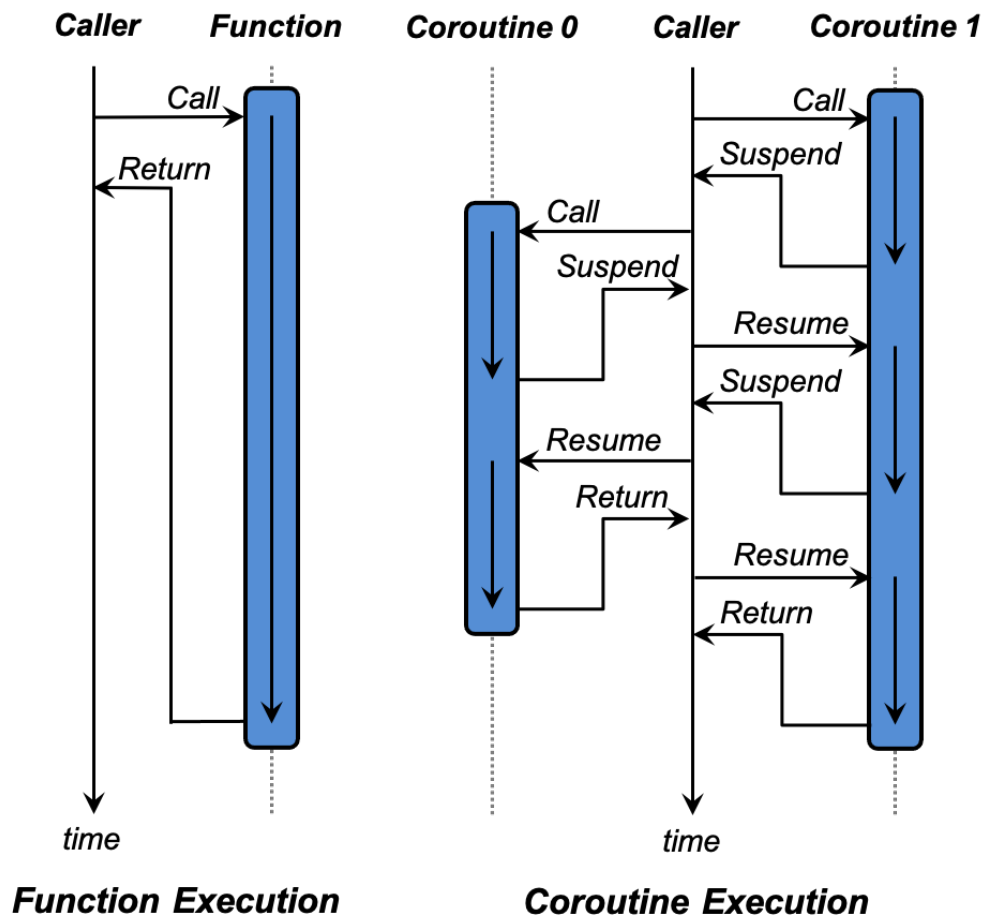 Caller
Function
Coroutine 0
Caller
Coroutine 1
Call
Return
Call
Suspend
Call
Suspend
Resume
Suspend
Resume
Return
Resume
Return
time
time
Function Execution
Coroutine Execution